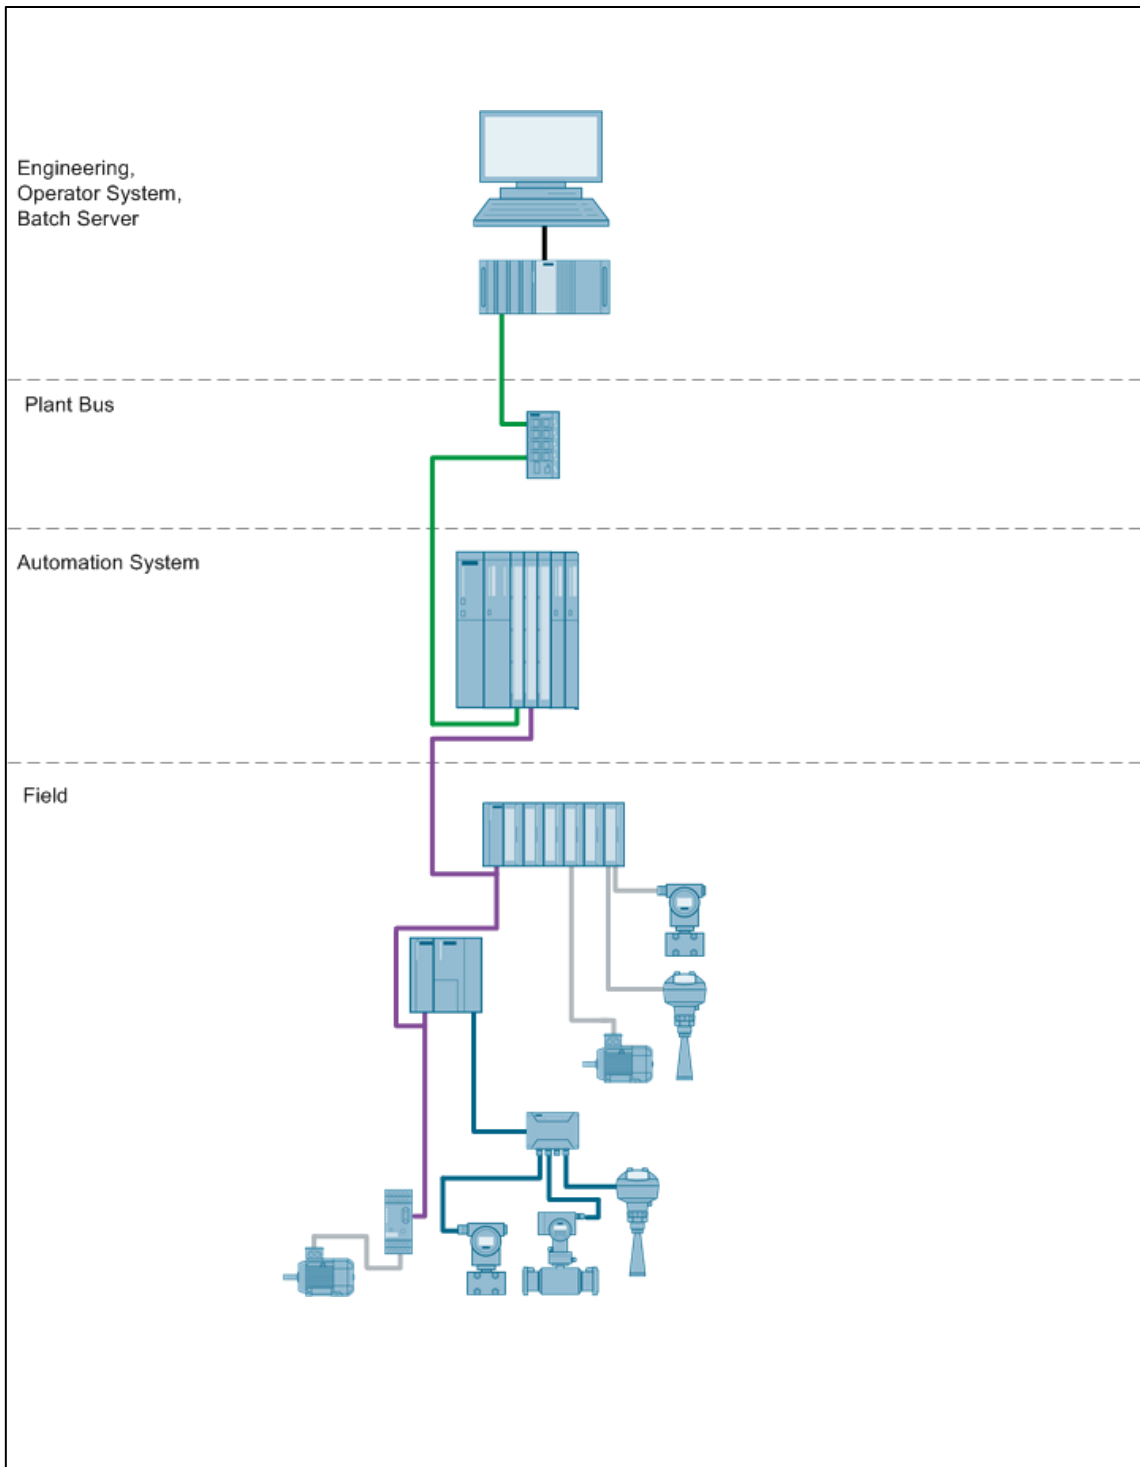 Engineering,
Operator System,
Batch Server
Plant Bus
Automation System
Field